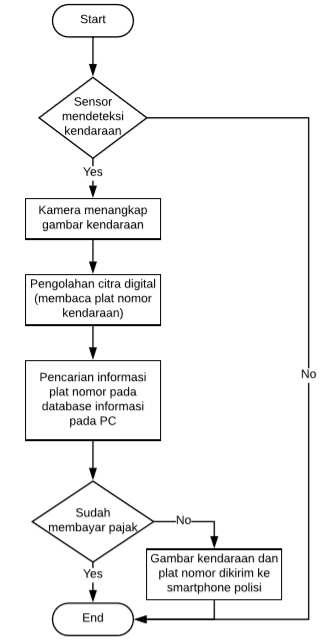 Start
Sensor
mendeteksi
kendaraan
Yes
Kamera menangkap
gambar kendaraan
Pengolahan citra digital
(membaca plat nomor
kendaraan)
Pencarian informasi
plat nomor pada
database informasi
pada PC
No
Sudah
membayar pajak
No
Yes
Gambar kendaraan dan
plat nomor dikirim ke
smartphone polisi
End